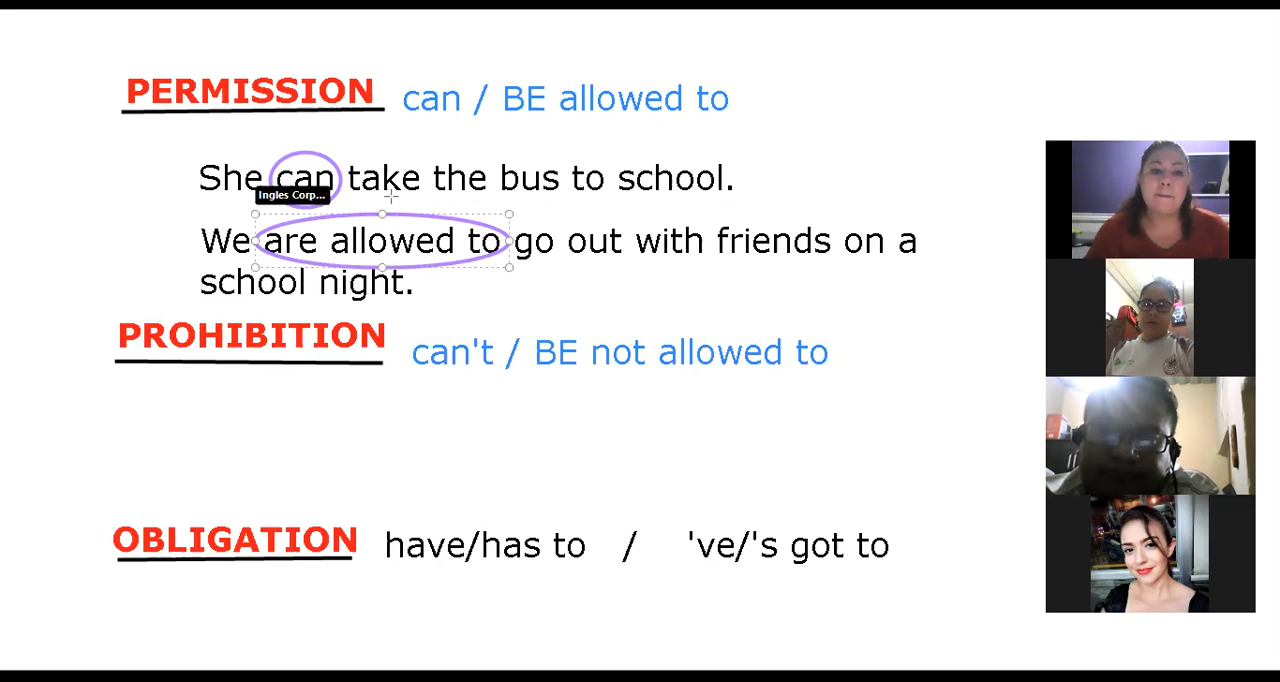 PERMISSION can / BE allowed to
She can take the bus to school.
Ingles Corp...
We are allowed to go out with friends on a
school night.
PROHIBITION can't / BE not allowed to
OBLIGATION have/has to / 've/'s got to